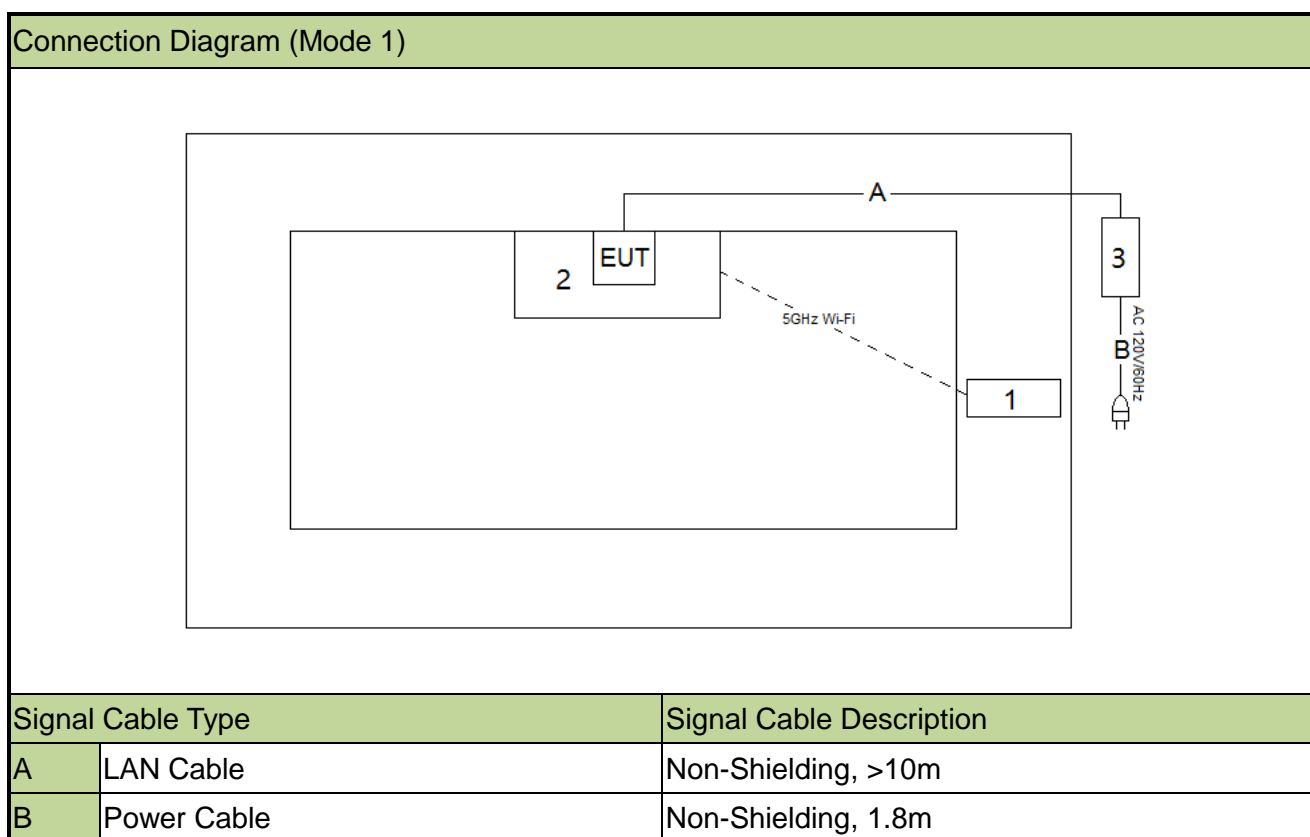 Connection Diagram (Mode 1)
A
EUT
2
3
5GHz Wi-Fi
AC 120V/60Hz
B
1
Signal Cable Type Signal Cable Description
A LAN Cable Non-Shielding, >10m
B Power Cable Non-Shielding, 1.8m